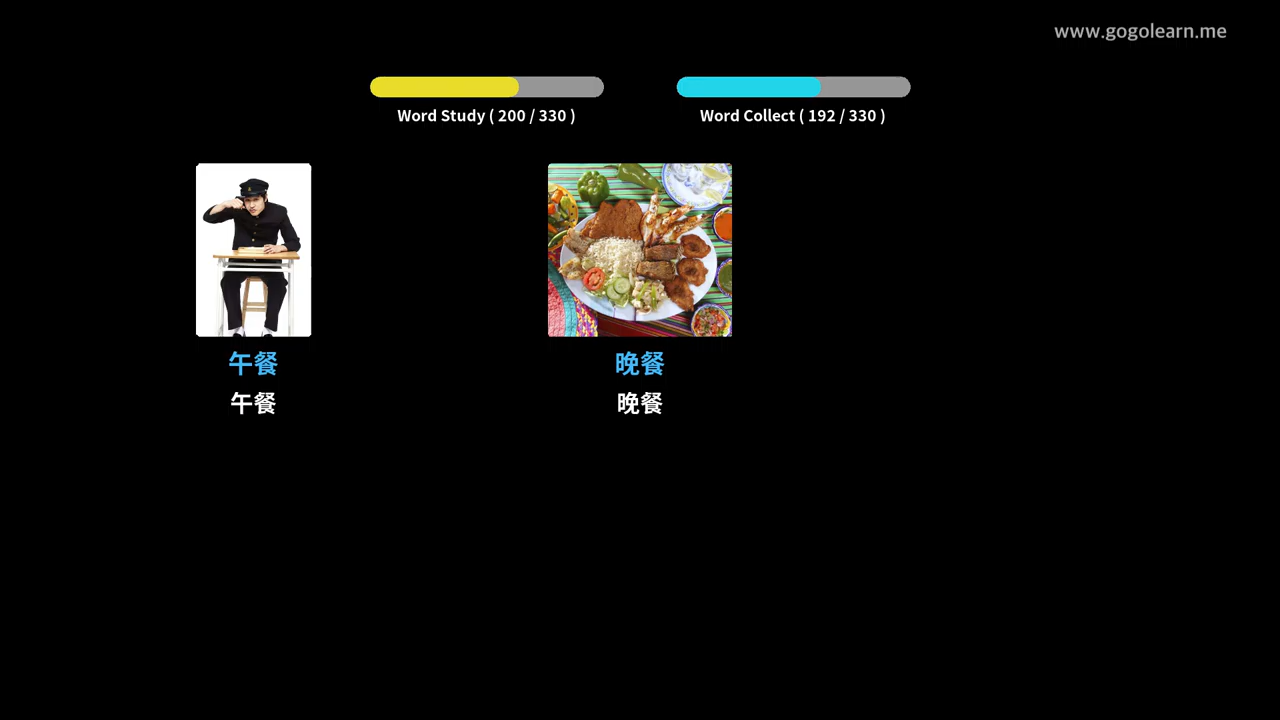 www.gogolearn.me
Word Study ( 200 / 330 )
Word Collect ( 192 / 330 )
午餐
午餐
晚餐
晚餐